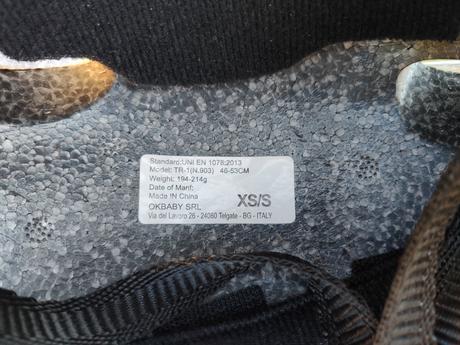 Standard:UNI EN 1078:2013
Model: TR-1(N.903) 46-53CM
Weight: 194-214g
Date of Manf:
Made IN China
OKBABY SRL
XS/S
Via del Lavoro 26 - 24060 Telgate - BG - ITALY